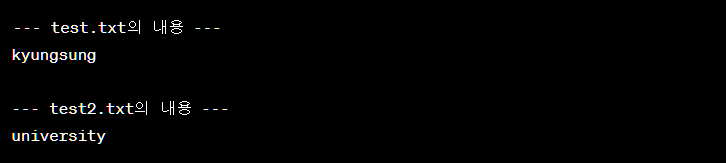 --- test.txt의 내용 ---
kyungsung
--- test2.txt의 내용 ---
university